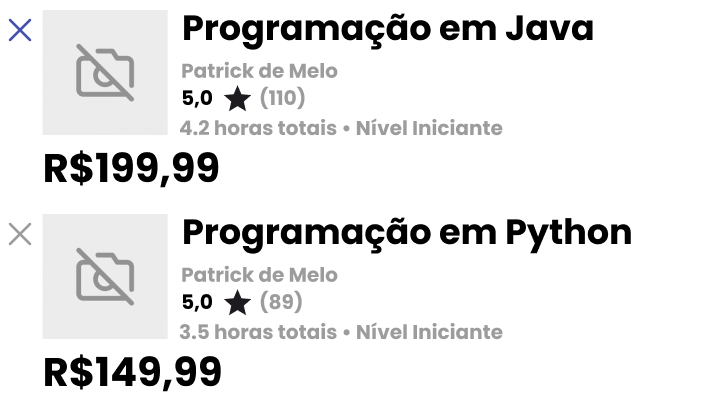 Programação em Java
Patrick de Melo
5,0 ★ (110)
4.2 horas totais • Nível Iniciante
R$199,99
Programação em Python
Patrick de Melo
5,0 ★ (89)
3.5 horas totais • Nível Iniciante
R$149,99